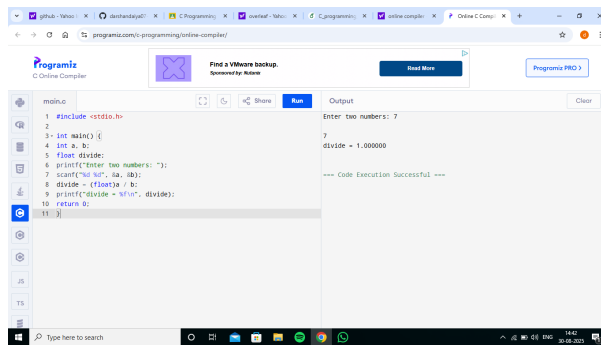 github - Yahoo
darshandalya07
C Programming
overleaf - Yahoo
C_programming
online compiler
Online C Compi
programiz.com/c-programming/online-compiler/
Programiz
C Online Compiler
Find a VMware backup.
Sponsored by: Nutanix
Read More
Programiz PRO >
main.c
Share
Run
Output
Clear
1 #include <stdio.h>
2
3 int main() {
4 int a, b;
5 float divide;
6 printf("Enter two numbers: ");
7 scanf("%d %d", &a, &b);
8 divide = (float)a / b;
9 printf("divide = %f\n", divide);
10 return 0;
11 }
Enter two numbers: 7
7
divide = 1.000000
=== Code Execution Successful ===
JS
TS
Type here to search
ENG
14:42
30-08-2025